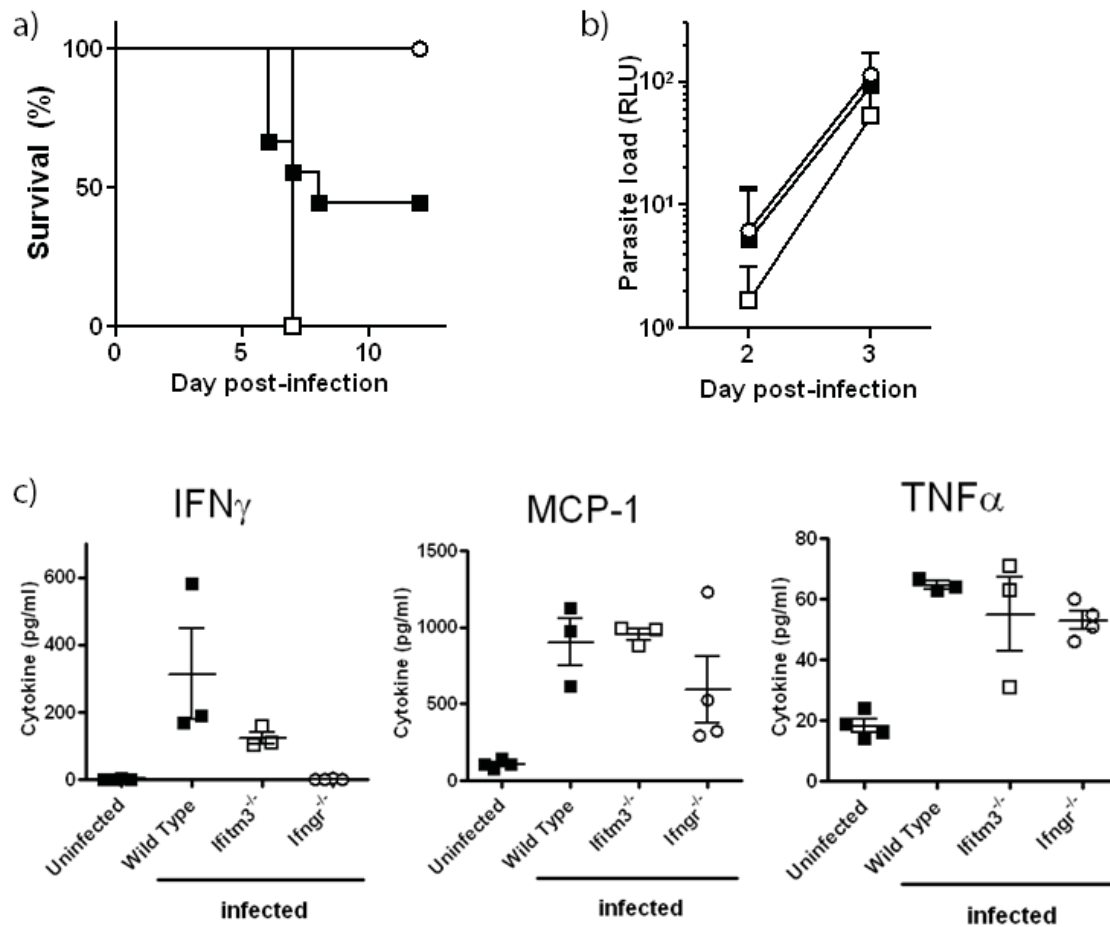 a)
Survival (%)
100
50
0
0 5 10
Day post-infection
b)
Parasite load (RLU)
10²
10¹
10⁰
2 3
Day post-infection
c)
IFNγ
Cytokine (pg/ml)
600
400
200
0
Uninfected
Wild Type
Ifitm3⁻/⁻
Ifngr⁻/⁻
infected
MCP-1
Cytokine (pg/ml)
1500
1000
500
0
Uninfected
Wild Type
Ifitm3⁻/⁻
Ifngr⁻/⁻
infected
TNFα
Cytokine (pg/ml)
80
60
40
20
0
Uninfected
Wild Type
Ifitm3⁻/⁻
Ifngr⁻/⁻
infected